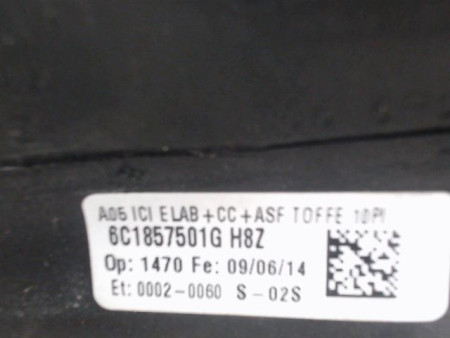 A05 ICI ELAB+CC+ASF TOFFE 10PI
6C1857501G H8Z
Op: 1470 Fe: 09/06/14
Et: 0002-0060 S-02S